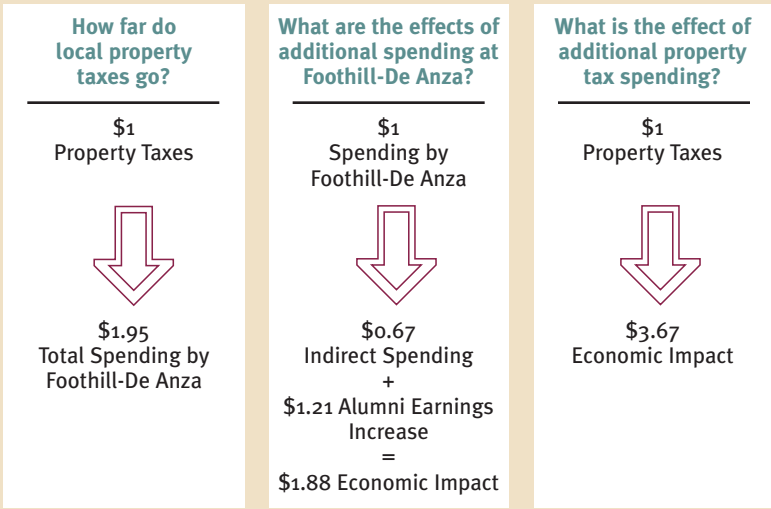 How far do
local property
taxes go?
$1
Property Taxes
$1.95
Total Spending by
Foothill-De Anza
What are the effects of
additional spending at
Foothill-De Anza?
$1
Spending by
Foothill-De Anza
$0.67
Indirect Spending
+
$1.21 Alumni Earnings
Increase
=
$1.88 Economic Impact
What is the effect of
additional property
tax spending?
$1
Property Taxes
$3.67
Economic Impact